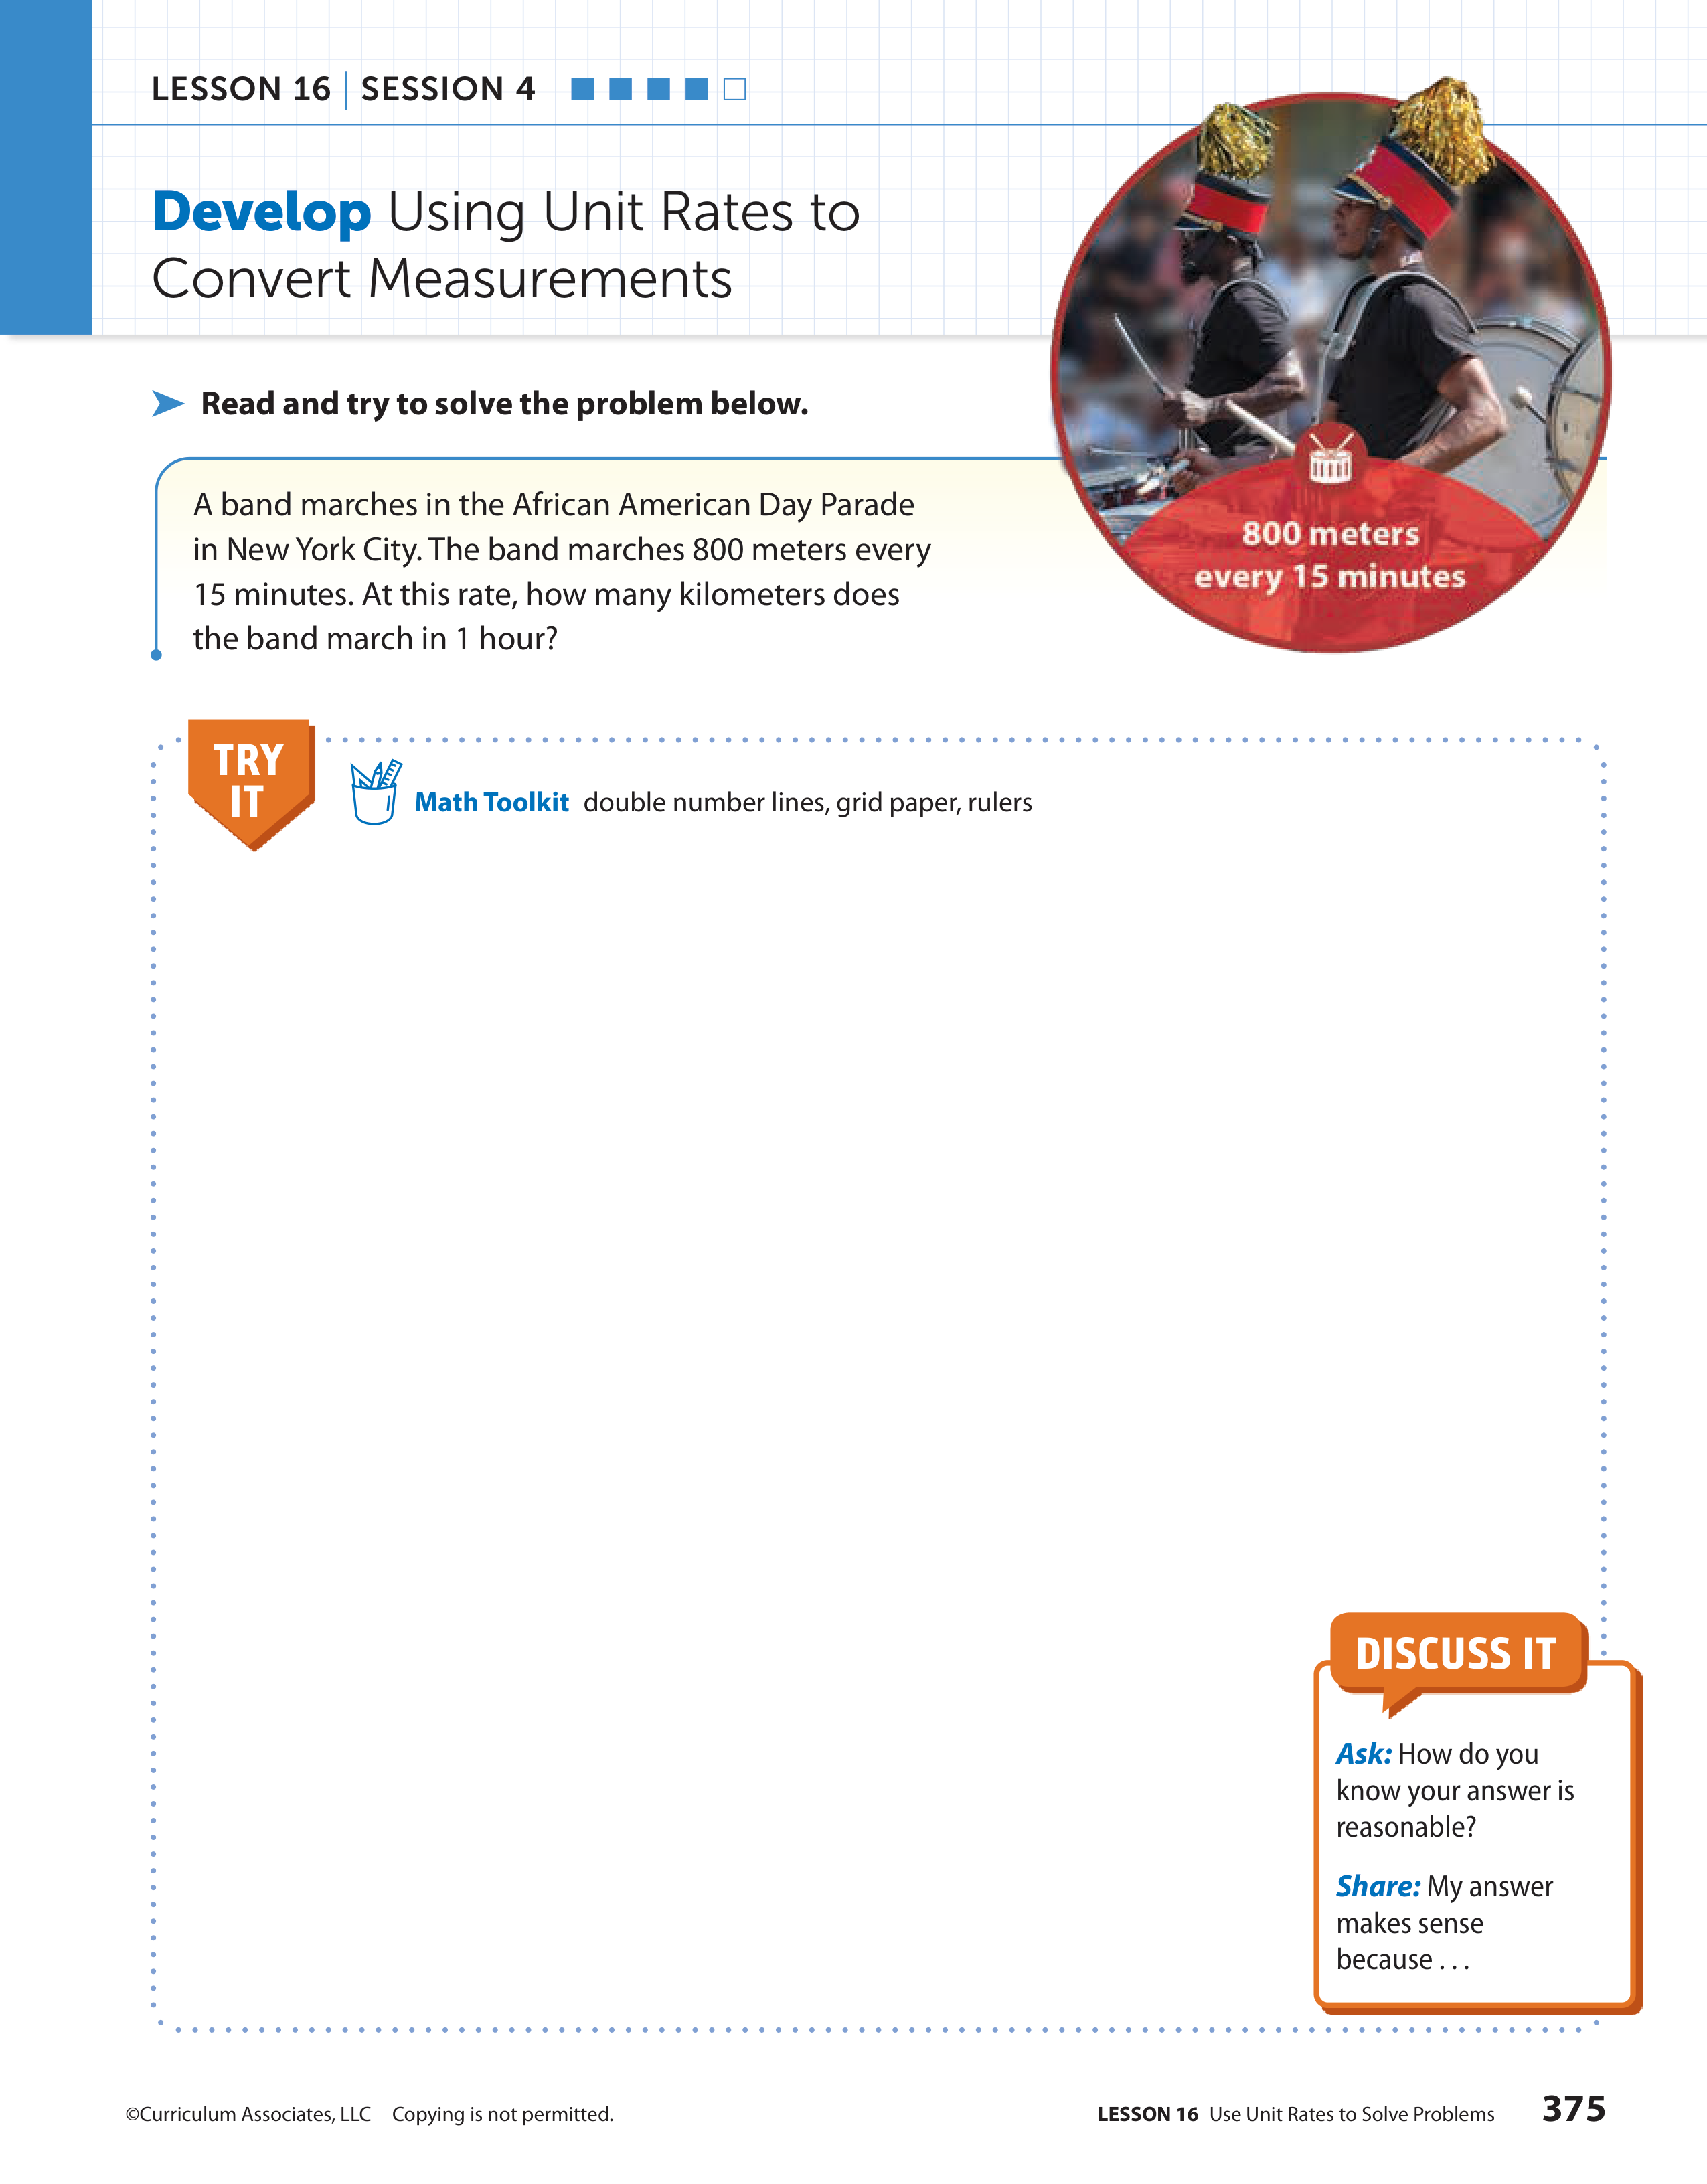 LESSON 16 | SESSION 4
Develop Using Unit Rates to
Convert Measurements
Read and try to solve the problem below.
A band marches in the African American Day Parade
in New York City. The band marches 800 meters every
15 minutes. At this rate, how many kilometers does
the band march in 1 hour?
800 meters
every 15 minutes
TRY
IT
Math Toolkit double number lines, grid paper, rulers
DISCUSS IT
Ask: How do you
know your answer is
reasonable?
Share: My answer
makes sense
because . . .
©Curriculum Associates, LLC Copying is not permitted.
LESSON 16 Use Unit Rates to Solve Problems 375